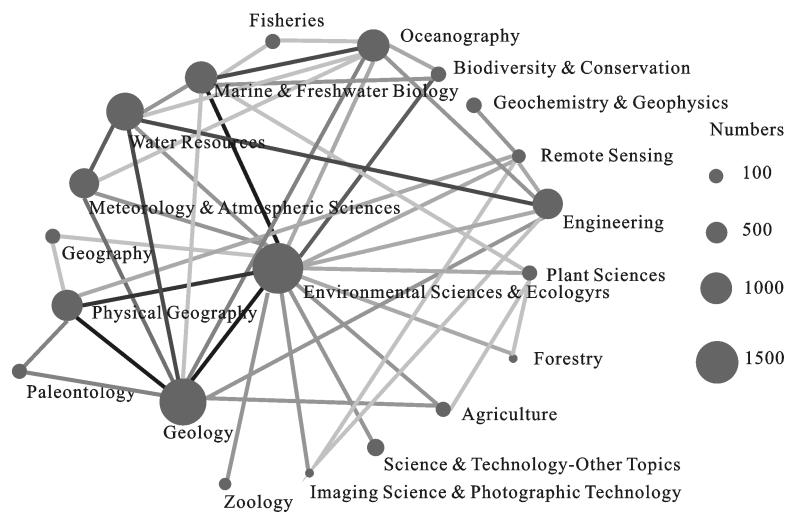 Fisheries
Oceanography
Biodiversity & Conservation
Marine & Freshwater Biology
Geochemistry & Geophysics
Numbers
Water Resources
Remote Sensing
100
Meteorology & Atmospheric Sciences
Engineering
500
Geography
Plant Sciences
Environmental Sciences & Ecologyrs
1000
Physical Geography
Forestry
1500
Paleontology
Agriculture
Geology
Science & Technology-Other Topics
Imaging Science & Photographic Technology
Zoology